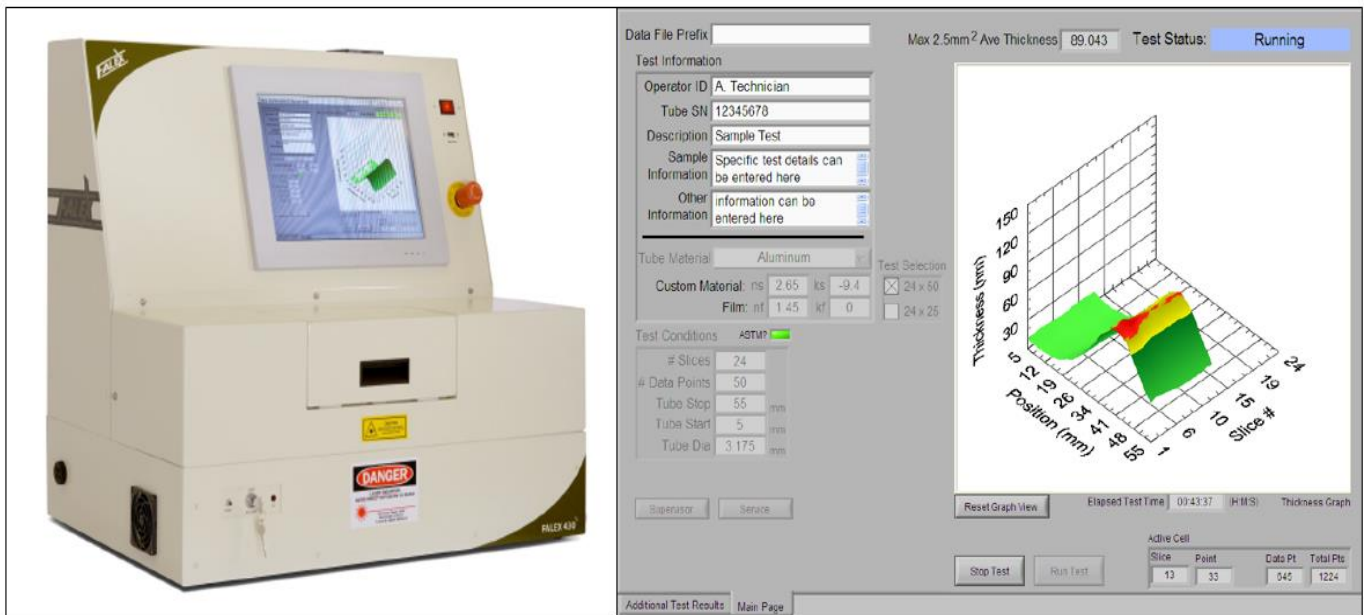 FALEX
DANGER
FALEX 430
Data File Prefix
Max 2.5mm2 Ave Thickness 89.043 Test Status: Running
Test Information
Operator ID A. Technician
Tube SN 12345678
Description Sample Test
Sample Information Specific test details can
be entered here
Other Information information can be
entered here
Tube Material Aluminum
Test Selection
Custom Material: ns 2.65 ks -9.4
24 x 50
Film: nf 1.45 kf 0
24 x 25
Test Conditions ASTM?
# Slices 24
# Data Points 50
Tube Stop 55 mm
Tube Start 5 mm
Tube Dia 3.175 mm
Supervisor Service
Thickness (nm)
150
120
90
60
30
5 12 19 26 34 41 48 55
Position (mm)
1 6 10 15 19 24
Slice #
Reset Graph View Elapsed Test Time 00:43:37 (H:M:S) Thickness Graph
Active Cell
Slice Point Data Pt Total Pts
Stop Test Run Test 13 33 645 1224
Additional Test Results Main Page